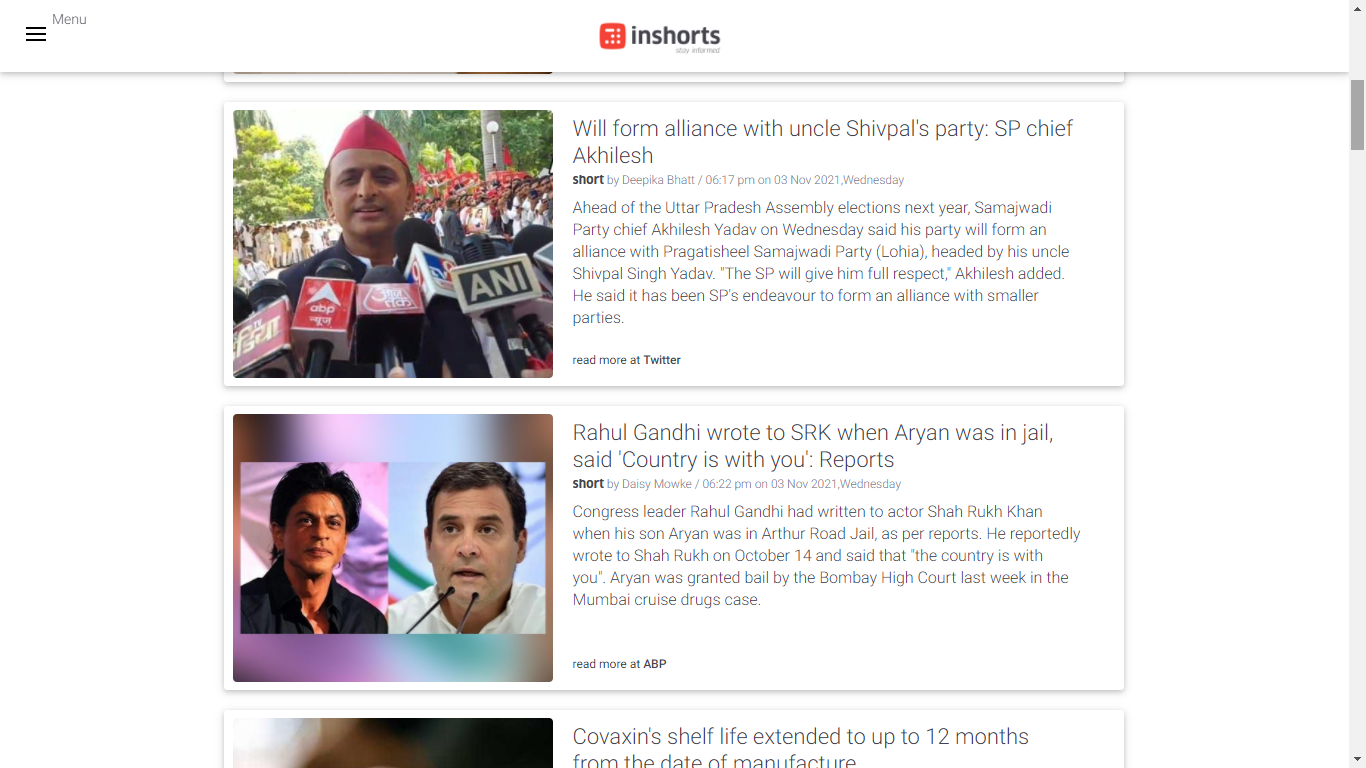 Menu
inshorts
stay informed
Will form alliance with uncle Shivpal's party: SP chief
Akhilesh
short by Deepika Bhatt / 06:17 pm on 03 Nov 2021,Wednesday
Ahead of the Uttar Pradesh Assembly elections next year, Samajwadi
Party chief Akhilesh Yadav on Wednesday said his party will form an
alliance with Pragatisheel Samajwadi Party (Lohia), headed by his uncle
Shivpal Singh Yadav. "The SP will give him full respect," Akhilesh added.
He said it has been SP's endeavour to form an alliance with smaller
parties.
read more at Twitter
abp
न्यूज़
आज
तक
ANI
TV
Rahul Gandhi wrote to SRK when Aryan was in jail,
said 'Country is with you': Reports
short by Daisy Mowke / 06:22 pm on 03 Nov 2021,Wednesday
Congress leader Rahul Gandhi had written to actor Shah Rukh Khan
when his son Aryan was in Arthur Road Jail, as per reports. He reportedly
wrote to Shah Rukh on October 14 and said that "the country is with
you". Aryan was granted bail by the Bombay High Court last week in the
Mumbai cruise drugs case.
read more at ABP
Covaxin's shelf life extended to up to 12 months
from the date of manufacture